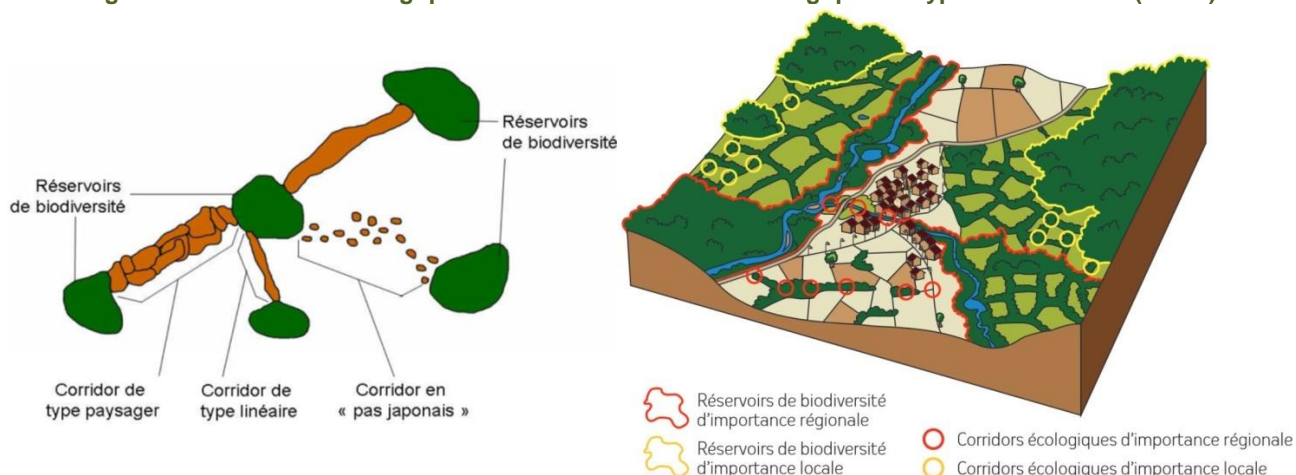 Réservoirs
de biodiversité
Réservoirs
de biodiversité
Corridor de
type paysager
Corridor de
type linéaire
Corridor en
« pas japonais »
Réservoirs de biodiversité
d'importance régionale
Réservoirs de biodiversité
d'importance locale
Corridors écologiques d'importance régionale
Corridors écologiques d'importance locale